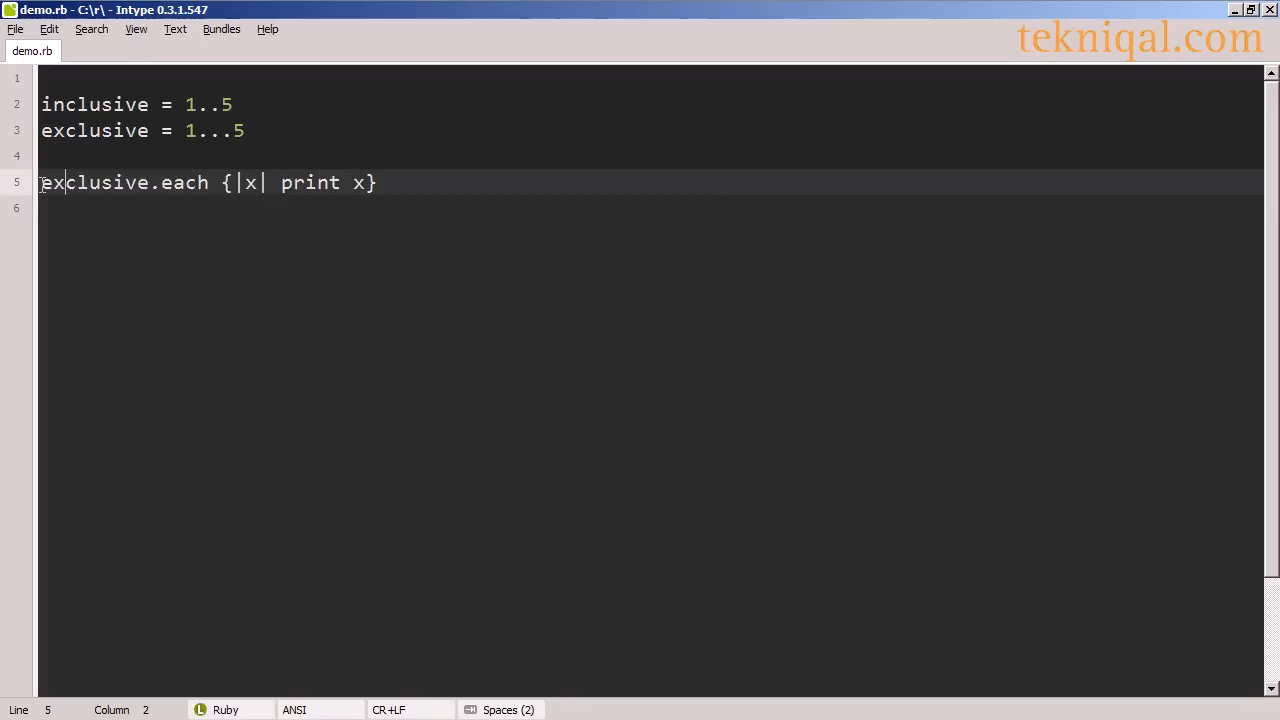 demo.rb - C:\r\ - Intype 0.3.1.547
File Edit Search View Text Bundles Help
tekniqal.com
demo.rb
1
2 inclusive = 1..5
3 exclusive = 1...5
4
5 exclusive.each {|x| print x}
6
Line 5 Column 2 L Ruby ANSI CR+LF Spaces (2)